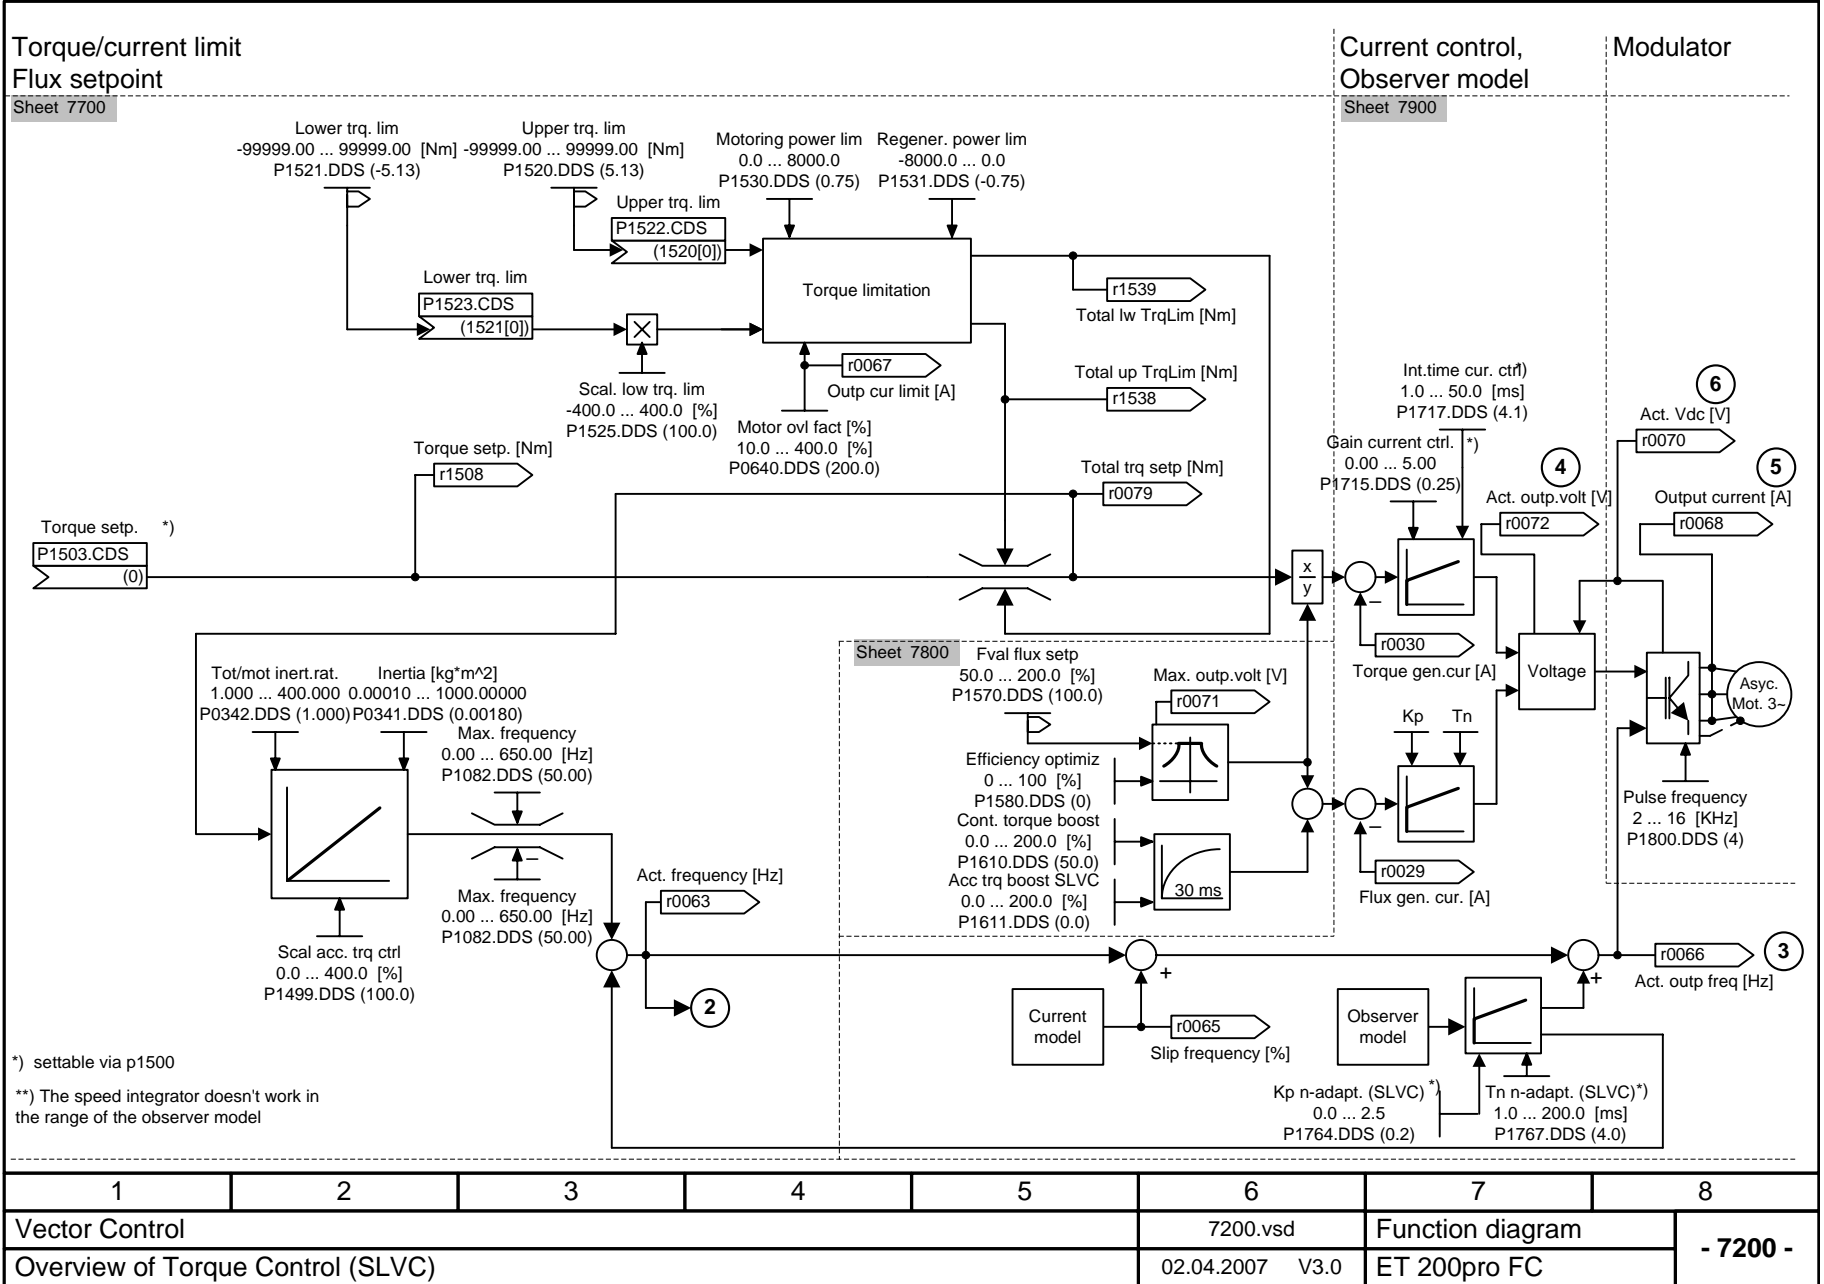 Torque/current limit
Flux setpoint
Sheet 7700
Current control,
Observer model
Sheet 7900
Modulator
Lower trq. lim
-99999.00 ... 99999.00 [Nm]
P1521.DDS (-5.13)
Upper trq. lim
-99999.00 ... 99999.00 [Nm]
P1520.DDS (5.13)
Motoring power lim
0.0 ... 8000.0
P1530.DDS (0.75)
Regener. power lim
-8000.0 ... 0.0
P1531.DDS (-0.75)
Upper trq. lim
P1522.CDS
(1520[0])
Lower trq. lim
P1523.CDS
(1521[0])
Torque limitation
r1539
Total lw TrqLim [Nm]
r0067
Outp cur limit [A]
Total up TrqLim [Nm]
r1538
Scal. low trq. lim
-400.0 ... 400.0 [%]
P1525.DDS (100.0)
Motor ovl fact [%]
10.0 ... 400.0 [%]
P0640.DDS (200.0)
Int.time cur. ctrl *)
1.0 ... 50.0 [ms]
P1717.DDS (4.1)
Gain current ctrl. *)
0.00 ... 5.00
P1715.DDS (0.25)
6
Act. Vdc [V]
r0070
4
Act. outp.volt [V]
r0072
5
Output current [A]
r0068
Torque setp. [Nm]
r1508
Total trq setp [Nm]
r0079
Torque setp. *)
P1503.CDS
(0)
x
y
–
r0030
Torque gen.cur [A]
Voltage
Asyc.
Mot. 3~
Sheet 7800
Fval flux setp
50.0 ... 200.0 [%]
P1570.DDS (100.0)
Max. outp.volt [V]
r0071
Efficiency optimiz
0 ... 100 [%]
P1580.DDS (0)
Cont. torque boost
0.0 ... 200.0 [%]
P1610.DDS (50.0)
Acc trq boost SLVC
0.0 ... 200.0 [%]
P1611.DDS (0.0)
30 ms
Kp
Tn
–
r0029
Flux gen. cur. [A]
Pulse frequency
2 ... 16 [KHz]
P1800.DDS (4)
Tot/mot inert.rat.
1.000 ... 400.000
P0342.DDS (1.000)
Inertia [kg*m^2]
0.00010 ... 1000.00000
P0341.DDS (0.00180)
Max. frequency
0.00 ... 650.00 [Hz]
P1082.DDS (50.00)
–
Max. frequency
0.00 ... 650.00 [Hz]
P1082.DDS (50.00)
Scal acc. trq ctrl
0.0 ... 400.0 [%]
P1499.DDS (100.0)
Act. frequency [Hz]
r0063
2
+
Current
model
r0065
Slip frequency [%]
Observer
model
+
r0066
Act. outp freq [Hz]
3
Kp n-adapt. (SLVC) *)
0.0 ... 2.5
P1764.DDS (0.2)
Tn n-adapt. (SLVC)*)
1.0 ... 200.0 [ms]
P1767.DDS (4.0)
*) settable via p1500
**) The speed integrator doesn't work in
the range of the observer model
1 2 3 4 5 6 7 8
Vector Control
7200.vsd
Function diagram
- 7200 -
Overview of Torque Control (SLVC)
02.04.2007 V3.0
ET 200pro FC